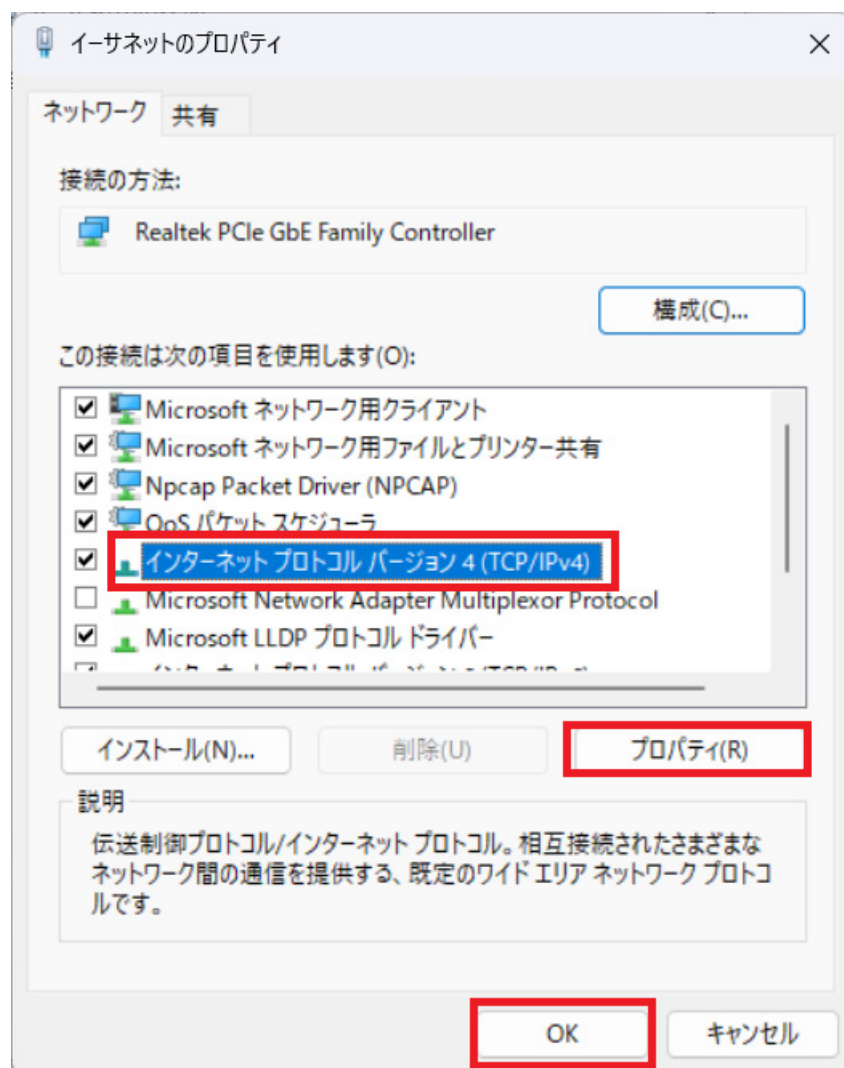 イーサネットのプロパティ
ネットワーク 共有
接続の方法:
Realtek PCIe GbE Family Controller
構成(C)...
この接続は次の項目を使用します(O):
Microsoft ネットワーク用クライアント
Microsoft ネットワーク用ファイルとプリンター共有
Npcap Packet Driver (NPCAP)
QoS パケット スケジューラ
インターネット プロトコル バージョン 4 (TCP/IPv4)
Microsoft Network Adapter Multiplexor Protocol
Microsoft LLDP プロトコル ドライバー
インストール(N)... 削除(U) プロパティ(R)
説明
伝送制御プロトコル/インターネット プロトコル。相互接続されたさまざまな
ネットワーク間の通信を提供する、既定のワイド エリア ネットワーク プロトコ
ルです。
OK キャンセル